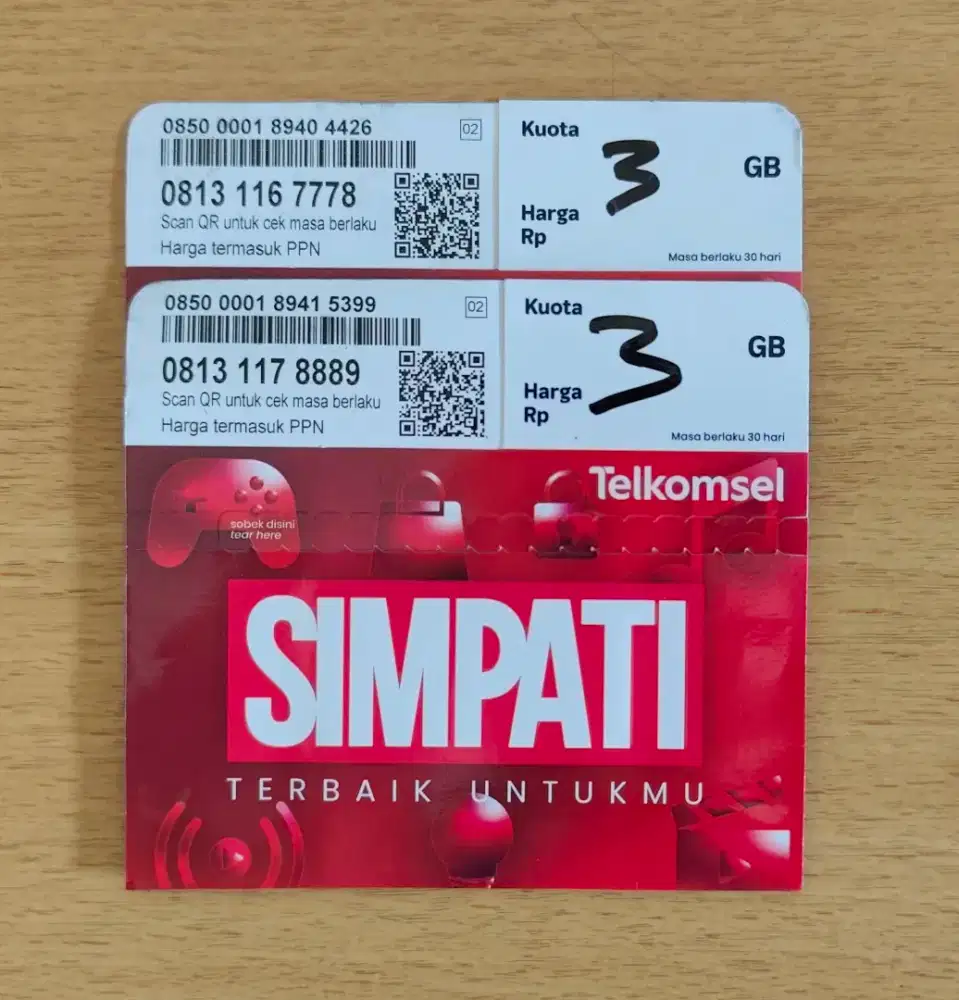 0850 0001 8940 4426
02
0813 116 7778
Scan QR untuk cek masa berlaku
Harga termasuk PPN
Kuota
3
GB
Harga
Rp
Masa berlaku 30 hari
0850 0001 8941 5399
02
0813 117 8889
Scan QR untuk cek masa berlaku
Harga termasuk PPN
Kuota
3
GB
Harga
Rp
Masa berlaku 30 hari
Telkomsel
sobek disini
tear here
SIMPATI
TERBAIK UNTUKMU